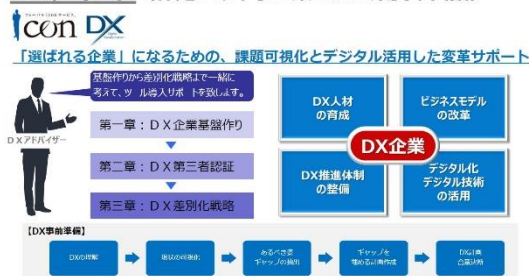 icon DX
「選ばれる企業」になるための、課題可視化とデジタル活用した変革サポート
基盤作りから差別化戦略まで一緒に
考えて、ツール導入サポートを致します。
DXアドバイザー
第一章：DX企業基盤作り
第二章：DX第三者認証
第三章：DX差別化戦略
DX人材
の育成
ビジネスモデル
の改革
DX企業
DX推進体制
の整備
デジタル化
デジタル技術
の活用
【DX事前準備】
DXの理解
現状の可視化
あるべき姿
ギャップの抽出
ギャップを
埋める計画作成
DX計画